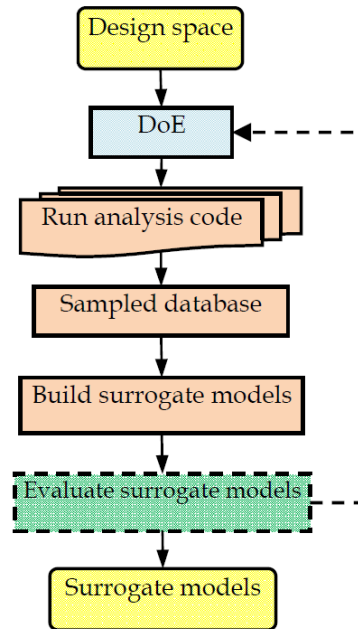 Design space
DoE
Run analysis code
Sampled database
Build surrogate models
Evaluate surrogate models
Surrogate models